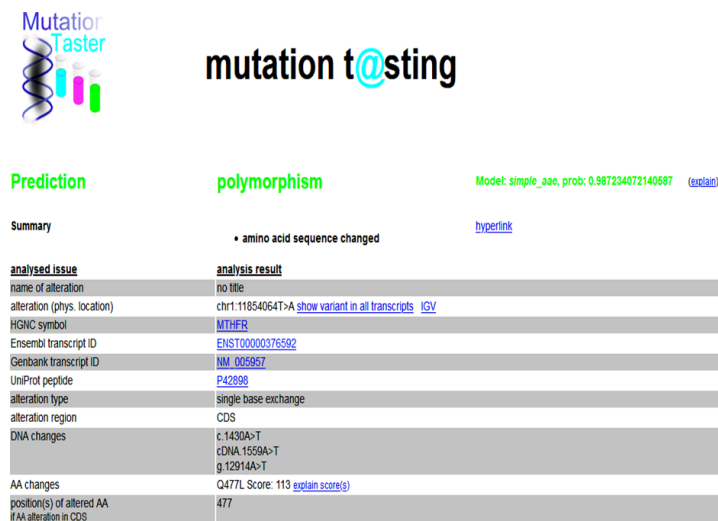 Mutation
Taster
mutation t@sting
Prediction polymorphism Model: simple_aae, prob: 0.987234072140587 (explain)
Summary • amino acid sequence changed hyperlink
analysed issue analysis result
name of alteration no title
alteration (phys. location) chr1:11854064T>A show variant in all transcripts IGV
HGNC symbol MTHFR
Ensembl transcript ID ENST00000376592
Genbank transcript ID NM_005957
UniProt peptide P42898
alteration type single base exchange
alteration region CDS
DNA changes c.1430A>T
cDNA.1559A>T
g.12914A>T
AA changes Q477L Score: 113 explain score(s)
position(s) of altered AA 477
if AA alteration in CDS